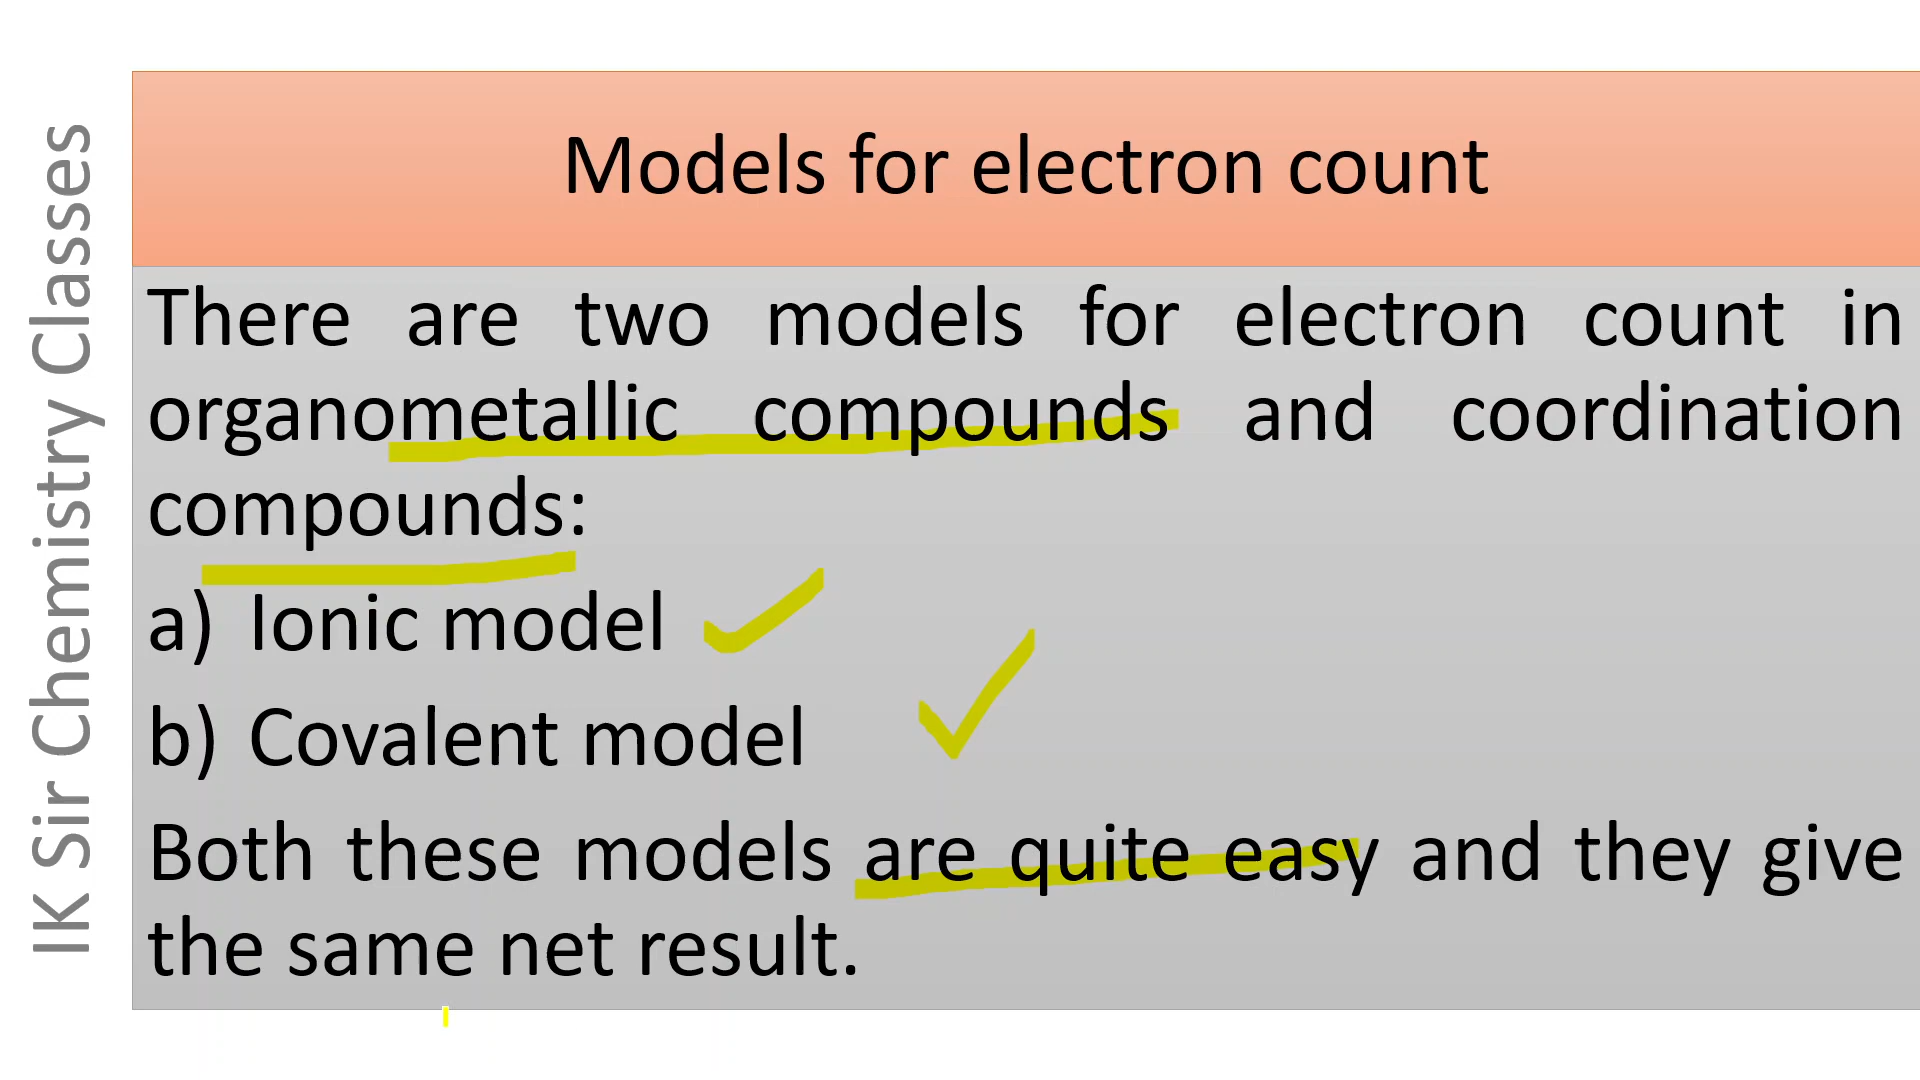 IK Sir Chemistry Classes
Models for electron count
There are two models for electron count in
organometallic compounds and coordination
compounds:
a) Ionic model
b) Covalent model
Both these models are quite easy and they give
the same net result.